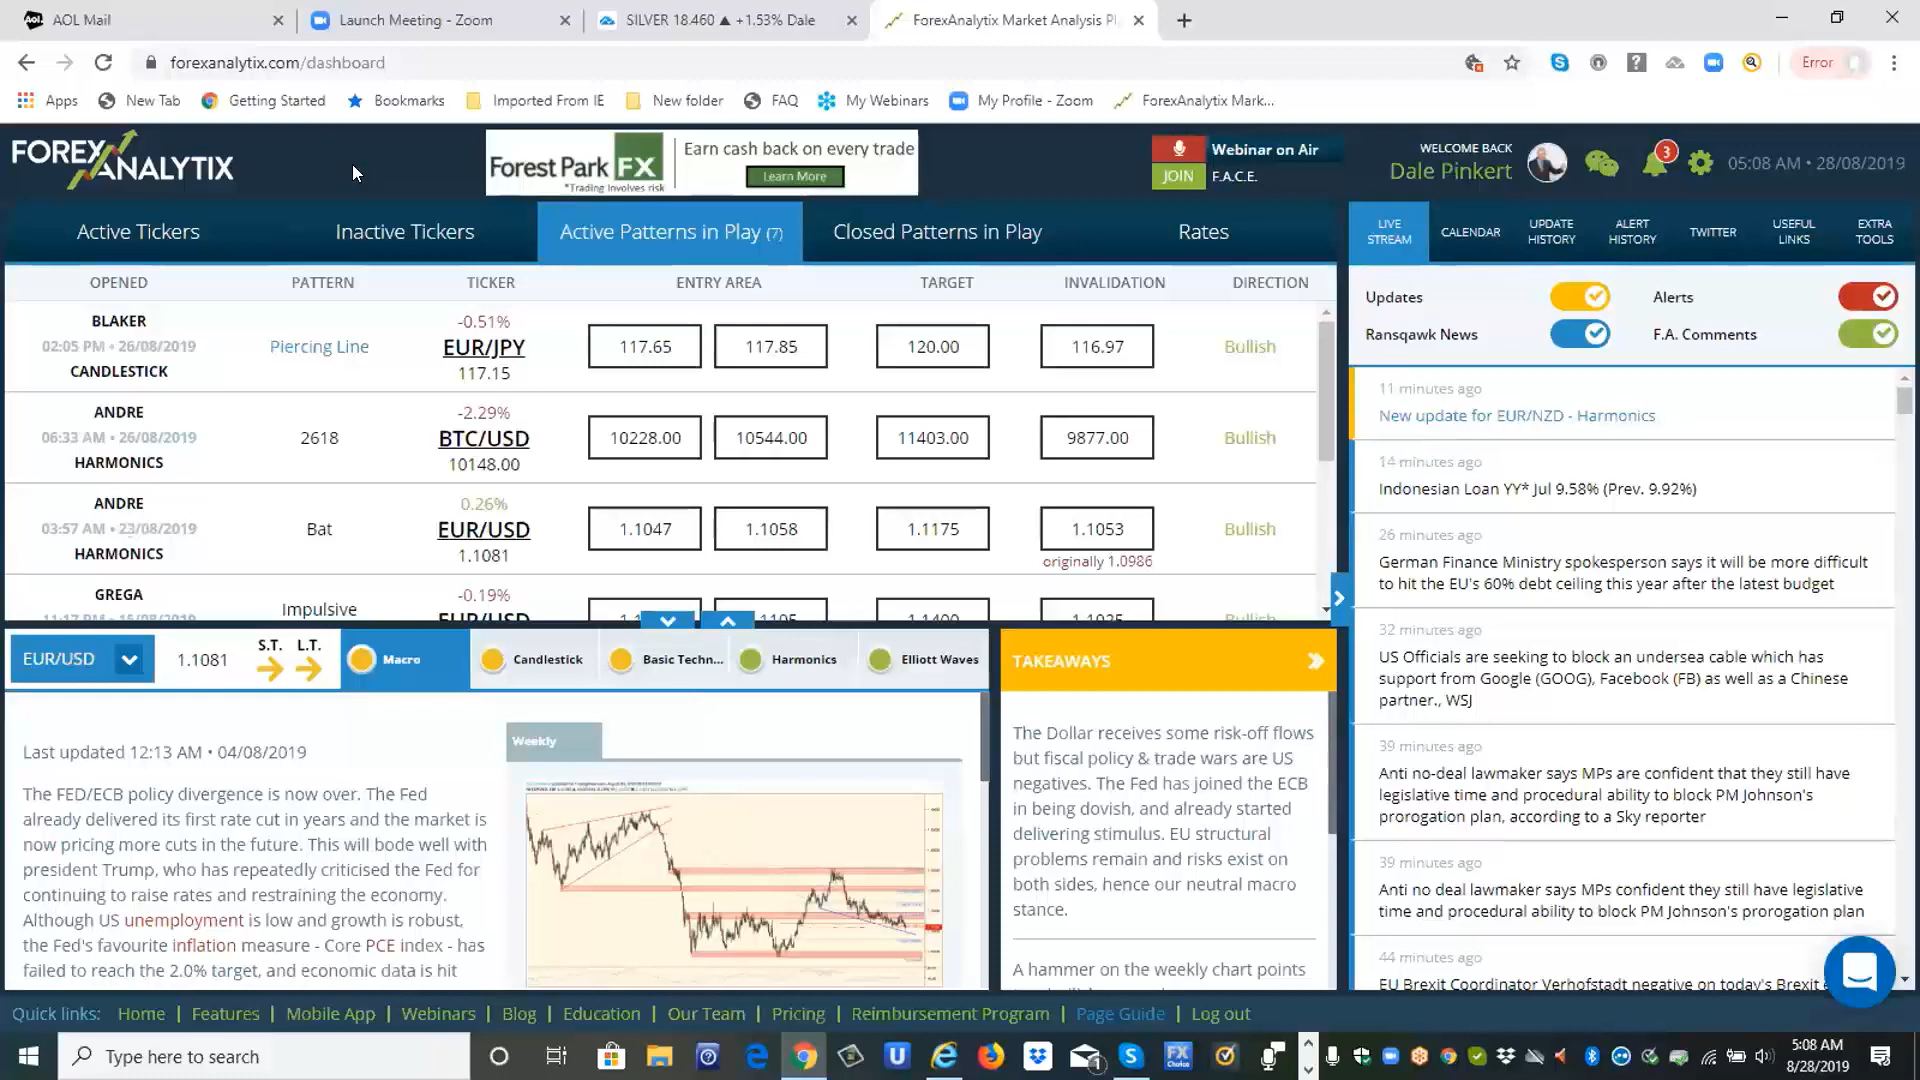 AOL Mail
Launch Meeting - Zoom
SILVER 18.460 ▲ +1.53% Dale
ForexAnalytix Market Analysis Pl
forexanalytix.com/dashboard
Error
Apps
New Tab
Getting Started
Bookmarks
Imported From IE
New folder
FAQ
My Webinars
My Profile - Zoom
ForexAnalytix Mark...
FOREX ANALYTIX
Forest Park FX
*Trading involves risk
Earn cash back on every trade
Learn More
Webinar on Air
JOIN
F.A.C.E.
WELCOME BACK
Dale Pinkert
3
05:08 AM • 28/08/2019
Active Tickers
Inactive Tickers
Active Patterns in Play (7)
Closed Patterns in Play
Rates
OPENED
PATTERN
TICKER
ENTRY AREA
TARGET
INVALIDATION
DIRECTION
BLAKER
02:05 PM • 26/08/2019
CANDLESTICK
Piercing Line
-0.51%
EUR/JPY
117.15
117.65
117.85
120.00
116.97
Bullish
ANDRE
06:33 AM • 26/08/2019
HARMONICS
2618
-2.29%
BTC/USD
10148.00
10228.00
10544.00
11403.00
9877.00
Bullish
ANDRE
03:57 AM • 23/08/2019
HARMONICS
Bat
0.26%
EUR/USD
1.1081
1.1047
1.1058
1.1175
1.1053
originally 1.0986
Bullish
GREGA
Impulsive
-0.19%
EUR/USD
LIVE STREAM
CALENDAR
UPDATE HISTORY
ALERT HISTORY
TWITTER
USEFUL LINKS
EXTRA TOOLS
Updates
Alerts
Ransqawk News
F.A. Comments
11 minutes ago
New update for EUR/NZD - Harmonics
14 minutes ago
Indonesian Loan YY* Jul 9.58% (Prev. 9.92%)
26 minutes ago
German Finance Ministry spokesperson says it will be more difficult
to hit the EU's 60% debt ceiling this year after the latest budget
32 minutes ago
US Officials are seeking to block an undersea cable which has
support from Google (GOOG), Facebook (FB) as well as a Chinese
partner., WSJ
39 minutes ago
Anti no-deal lawmaker says MPs are confident that they still have
legislative time and procedural ability to block PM Johnson's
prorogation plan, according to a Sky reporter
39 minutes ago
Anti no deal lawmaker says MPs confident they still have legislative
time and procedural ability to block PM Johnson's prorogation plan
44 minutes ago
EU Brexit Coordinator Verhofstadt negative on today's Brexit
EUR/USD
1.1081
S.T.
L.T.
Macro
Candlestick
Basic Techn...
Harmonics
Elliott Waves
Last updated 12:13 AM • 04/08/2019
The FED/ECB policy divergence is now over. The Fed
already delivered its first rate cut in years and the market is
now pricing more cuts in the future. This will bode well with
president Trump, who has repeatedly criticised the Fed for
continuing to raise rates and restraining the economy.
Although US unemployment is low and growth is robust,
the Fed's favourite inflation measure - Core PCE index - has
failed to reach the 2.0% target, and economic data is hit
Weekly
TAKEAWAYS
The Dollar receives some risk-off flows
but fiscal policy & trade wars are US
negatives. The Fed has joined the ECB
in being dovish, and already started
delivering stimulus. EU structural
problems remain and risks exist on
both sides, hence our neutral macro
stance.
A hammer on the weekly chart points
Quick links: Home | Features | Mobile App | Webinars | Blog | Education | Our Team | Pricing | Reimbursement Program | Page Guide | Log out
Type here to search
FX Choice
5:08 AM
8/28/2019